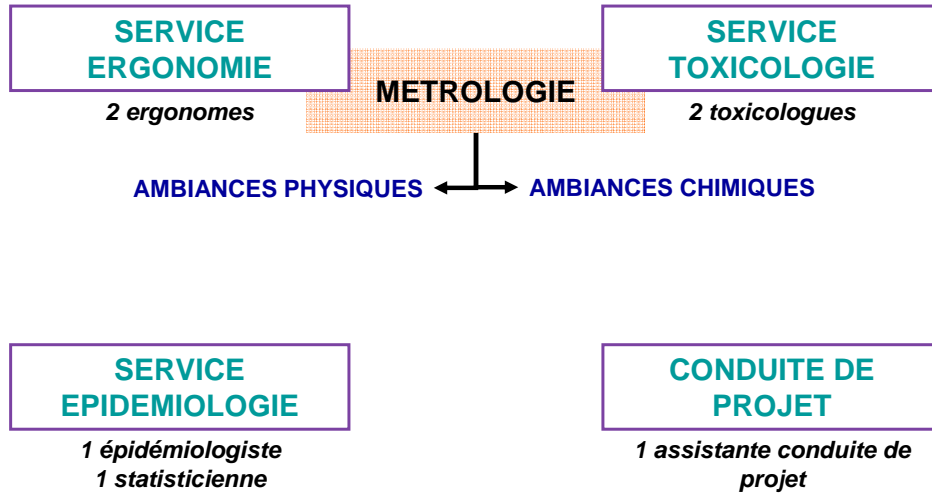 SERVICE
ERGONOMIE
2 ergonomes
METROLOGIE
SERVICE
TOXICOLOGIE
2 toxicologues
AMBIANCES PHYSIQUES
AMBIANCES CHIMIQUES
SERVICE
EPIDEMIOLOGIE
1 épidémiologiste
1 statisticienne
CONDUITE DE
PROJET
1 assistante conduite de
projet